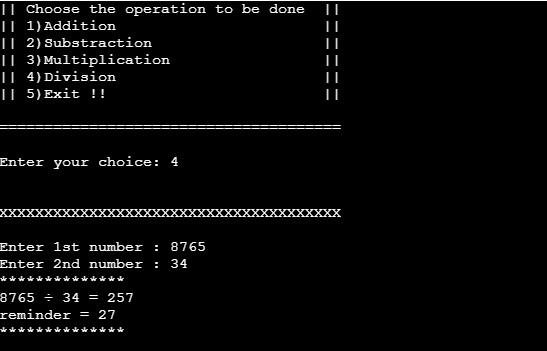 || Choose the operation to be done  ||
|| 1)Addition                       ||
|| 2)Substraction                   ||
|| 3)Multiplication                 ||
|| 4)Division                       ||
|| 5)Exit !!                        ||
======================================
Enter your choice: 4
xxxxxxxxxxxxxxxxxxxxxxxxxxxxxxxxxxxxxx
Enter 1st number : 8765
Enter 2nd number : 34
**************
8765 ÷ 34 = 257
reminder = 27
**************